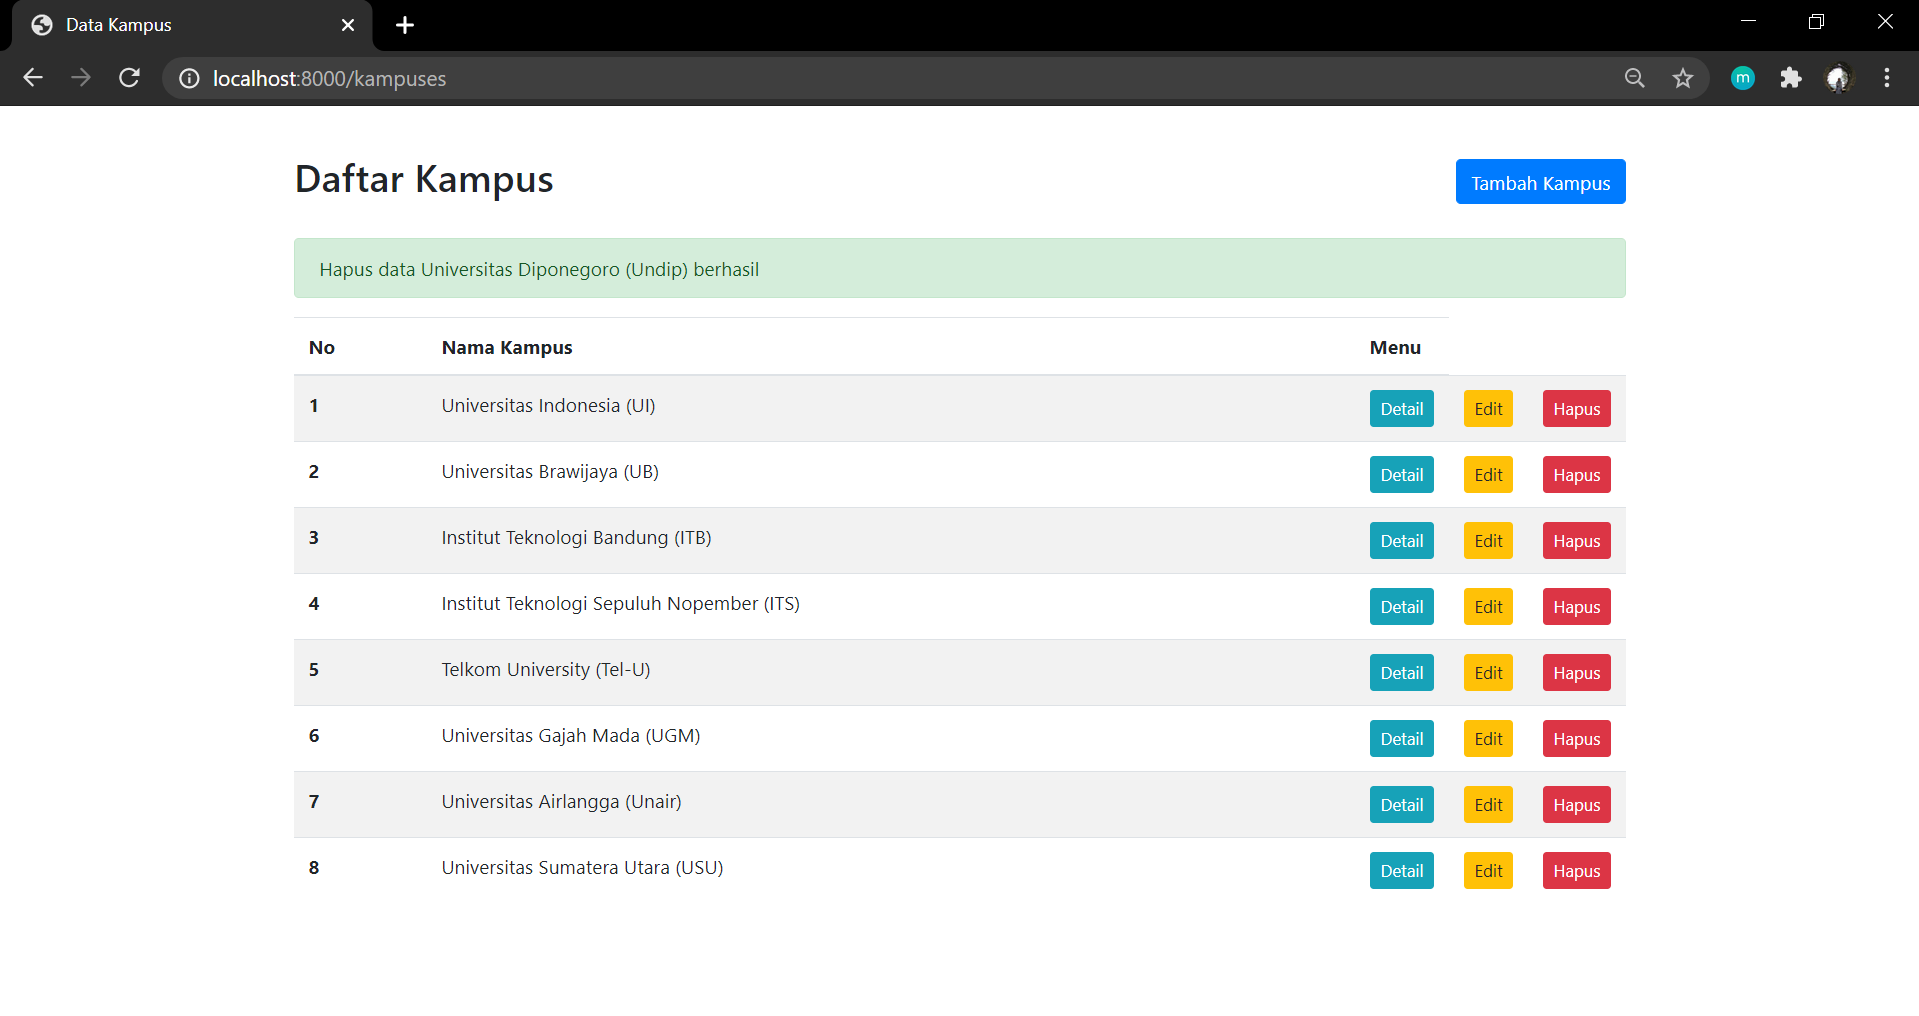 Data Kampus
localhost:8000/kampuses
m
Daftar Kampus
Tambah Kampus
Hapus data Universitas Diponegoro (Undip) berhasil
No Nama Kampus Menu
1 Universitas Indonesia (UI) Detail Edit Hapus
2 Universitas Brawijaya (UB) Detail Edit Hapus
3 Institut Teknologi Bandung (ITB) Detail Edit Hapus
4 Institut Teknologi Sepuluh Nopember (ITS) Detail Edit Hapus
5 Telkom University (Tel-U) Detail Edit Hapus
6 Universitas Gajah Mada (UGM) Detail Edit Hapus
7 Universitas Airlangga (Unair) Detail Edit Hapus
8 Universitas Sumatera Utara (USU) Detail Edit Hapus